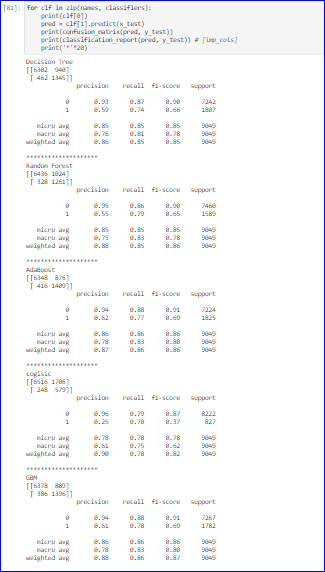 [81]: for clf in zip(names, classifiers):
print(clf[0])
pred = clf[1].predict(x_test)
print(confusion_matrix(pred, y_test))
print(classification_report(pred, y_test)) # [imp_cols]
print('*'*20)
Decision Tree
[[6302 940]
[ 462 1345]]
precision recall f1-score support
0 0.93 0.87 0.90 7242
1 0.59 0.74 0.66 1807
micro avg 0.85 0.85 0.85 9049
macro avg 0.76 0.81 0.78 9049
weighted avg 0.86 0.85 0.85 9049
********************
Random Forest
[[6436 1024]
[ 328 1261]]
precision recall f1-score support
0 0.95 0.86 0.90 7460
1 0.55 0.79 0.65 1589
micro avg 0.85 0.85 0.85 9049
macro avg 0.75 0.83 0.78 9049
weighted avg 0.88 0.85 0.86 9049
********************
AdaBoost
[[6348 876]
[ 416 1409]]
precision recall f1-score support
0 0.94 0.88 0.91 7224
1 0.62 0.77 0.69 1825
micro avg 0.86 0.86 0.86 9049
macro avg 0.78 0.83 0.80 9049
weighted avg 0.87 0.86 0.86 9049
********************
Logisic
[[6516 1706]
[ 248 579]]
precision recall f1-score support
0 0.96 0.79 0.87 8222
1 0.25 0.70 0.37 827
micro avg 0.78 0.78 0.78 9049
macro avg 0.61 0.75 0.62 9049
weighted avg 0.90 0.78 0.82 9049
********************
GBM
[[6378 889]
[ 386 1396]]
precision recall f1-score support
0 0.94 0.88 0.91 7267
1 0.61 0.78 0.69 1782
micro avg 0.86 0.86 0.86 9049
macro avg 0.78 0.83 0.80 9049
weighted avg 0.88 0.86 0.87 9049